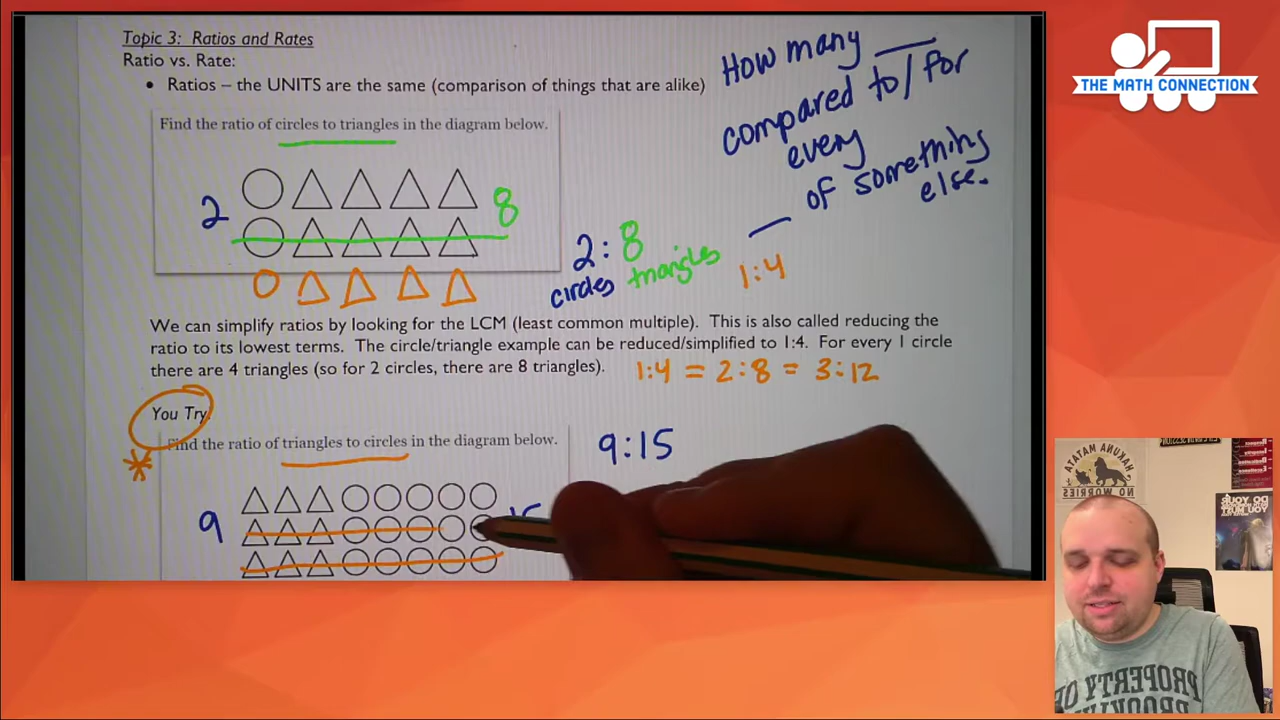 Topic 3: Ratios and Rates
Ratio vs. Rate:
• Ratios – the UNITS are the same (comparison of things that are alike)
Find the ratio of circles to triangles in the diagram below.
2
8
2:8
circles triangles
How many ___
compared to/for
every
___ of something
else.
1:4
We can simplify ratios by looking for the LCM (least common multiple). This is also called reducing the
ratio to its lowest terms. The circle/triangle example can be reduced/simplified to 1:4. For every 1 circle
there are 4 triangles (so for 2 circles, there are 8 triangles).
1:4 = 2:8 = 3:12
You Try
Find the ratio of triangles to circles in the diagram below.
9:15
9
THE MATH CONNECTION
HAKUNA MATATA
NO WORRIES
PROPERTY OF